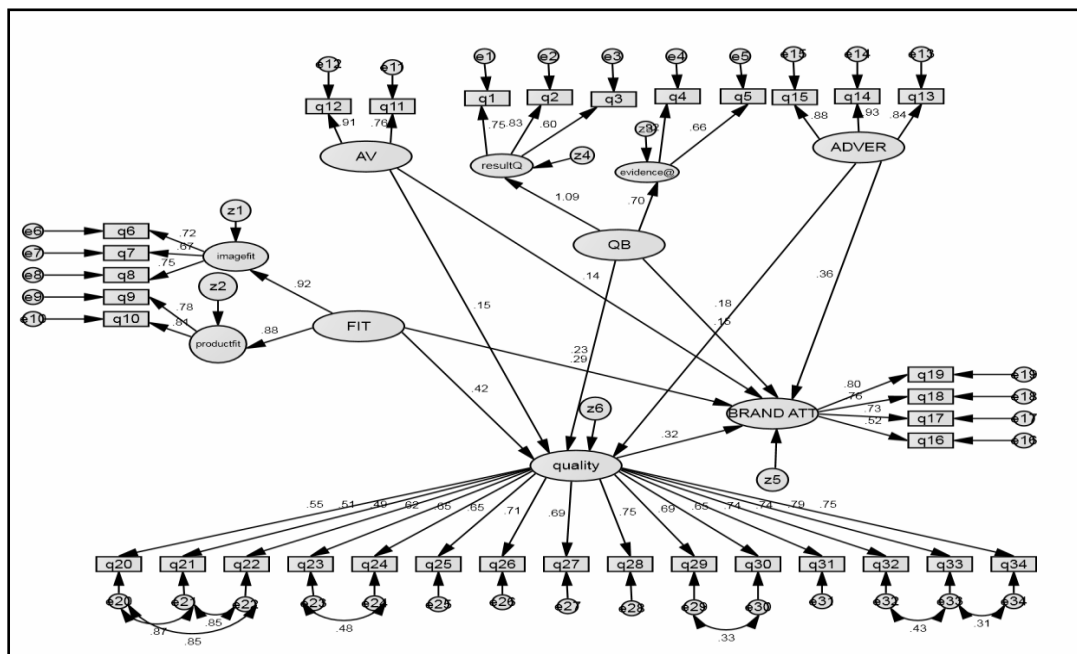 e12 e11 e1 e2 e3 e4 e5 e15 e14 e13
q12 q11 q1 q2 q3 q4 q5 q15 q14 q13
.91 .76 .75 .83 .60 .66 .88 .93 .84
AV resultQ z4 evidence@ ADVER
1.09 .70
QB
e6 q6 .72 z1
e7 q7 .67 imagefit
e8 q8 .75
e9 q9 .78 z2 .92
e10 q10 .81 productfit .88 FIT
.14 .36
.15 .18
.15
.23
.29
.42
BRAND ATT
.80 q19 e19
.76 q18 e18
.73 q17 e17
.52 q16 e16
z6 .32 z5
quality
.55 .51 .49 .62 .65 .65 .71 .69 .75 .69 .65 .74 .74 .79 .75
q20 q21 q22 q23 q24 q25 q26 q27 q28 q29 q30 q31 q32 q33 q34
e20 e21 e22 e23 e24 e25 e26 e27 e28 e29 e30 e31 e32 e33 e34
.87 .85 .48 .33 .43 .31
.85